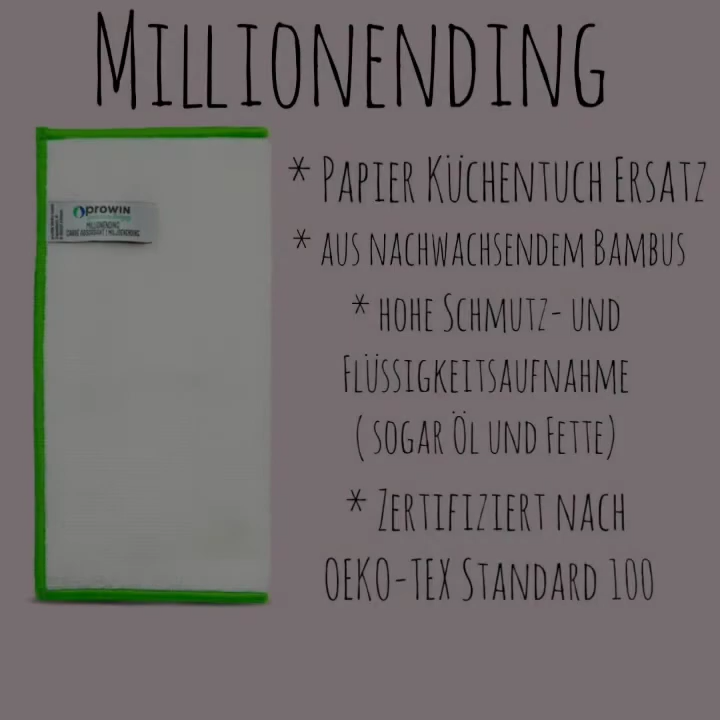 MILLIONENDING
* PAPIER KÜCHENTUCH ERSATZ
prowin
MILLIONENDING
* AUS NACHWACHSENDEM BAMBUS
* HOHE SCHMUTZ- UND
FLÜSSIGKEITSAUFNAHME
( SOGAR ÖL UND FETTE)
* ZERTIFIZIERT NACH
OEKO-TEX STANDARD 100